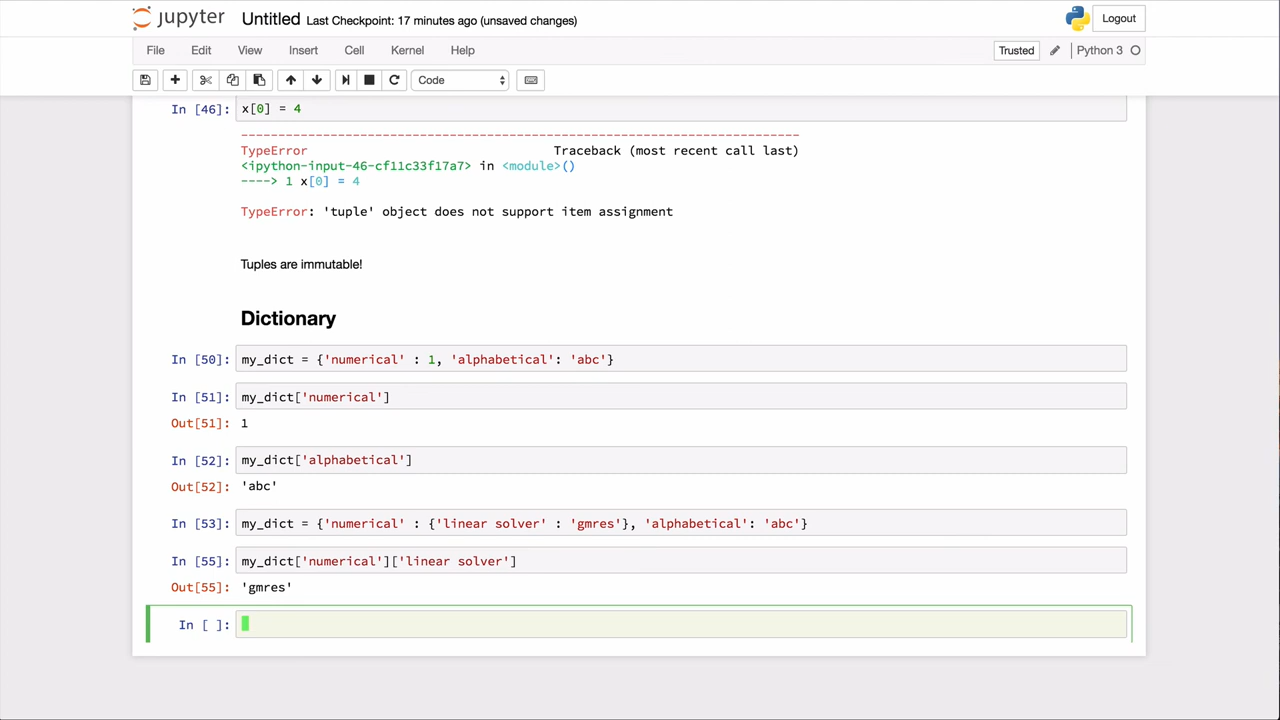 jupyter Untitled Last Checkpoint: 17 minutes ago (unsaved changes) Logout
File Edit View Insert Cell Kernel Help Trusted Python 3
Code
In [46]: x[0] = 4
---------------------------------------------------------------------------
TypeError Traceback (most recent call last)
<ipython-input-46-cf11c33f17a7> in <module>()
----> 1 x[0] = 4
TypeError: 'tuple' object does not support item assignment
Tuples are immutable!
Dictionary
In [50]: my_dict = {'numerical' : 1, 'alphabetical': 'abc'}
In [51]: my_dict['numerical']
Out[51]: 1
In [52]: my_dict['alphabetical']
Out[52]: 'abc'
In [53]: my_dict = {'numerical' : {'linear solver' : 'gmres'}, 'alphabetical': 'abc'}
In [55]: my_dict['numerical']['linear solver']
Out[55]: 'gmres'
In [ ]: